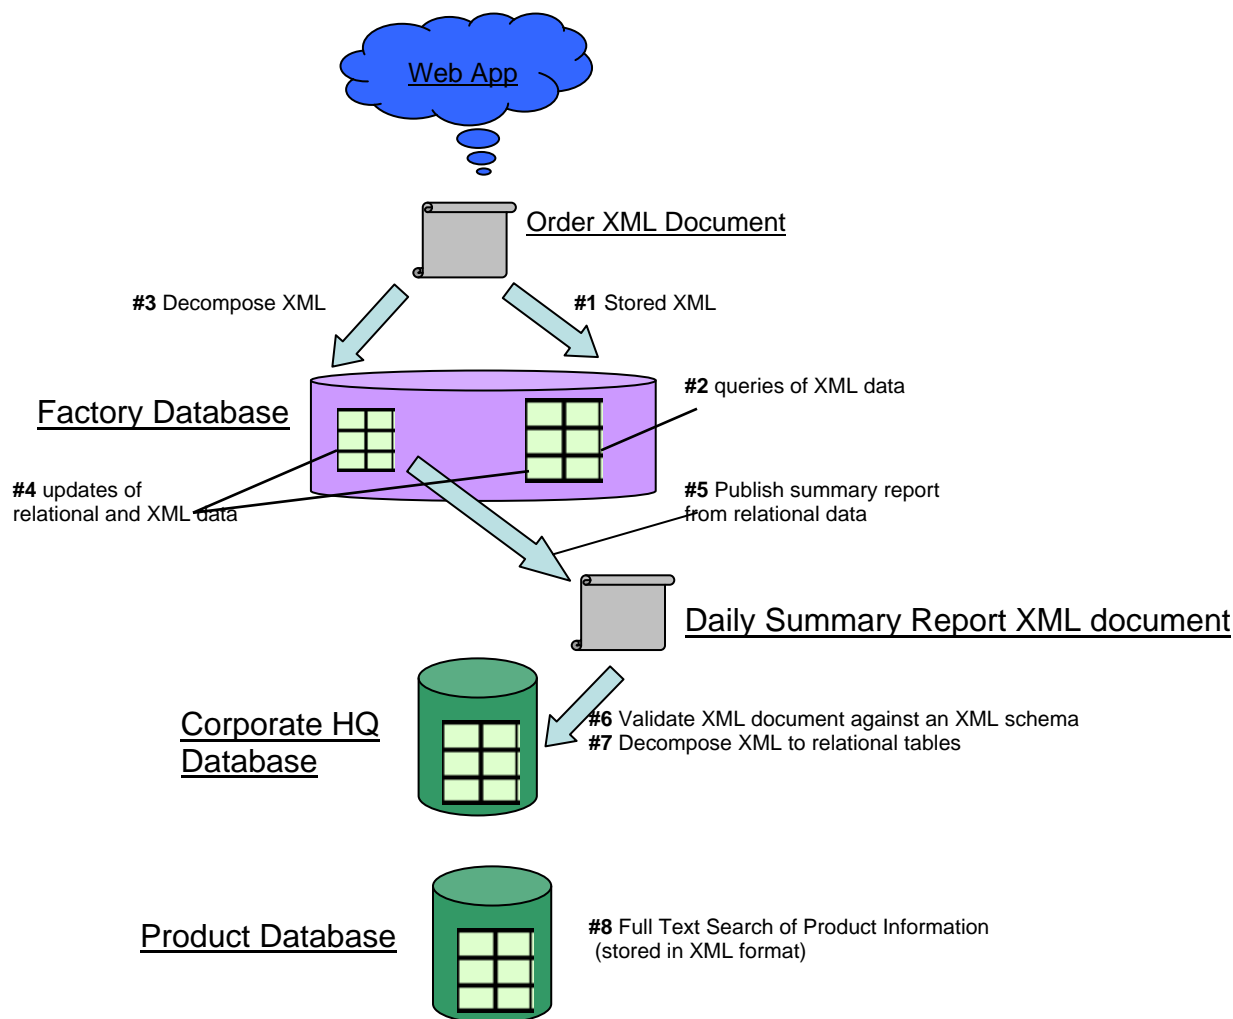 Web App
Order XML Document
#3 Decompose XML
#1 Stored XML
#2 queries of XML data
Factory Database
#4 updates of
relational and XML data
#5 Publish summary report
from relational data
Daily Summary Report XML document
Corporate HQ
Database
#6 Validate XML document against an XML schema
#7 Decompose XML to relational tables
Product Database
#8 Full Text Search of Product Information
(stored in XML format)